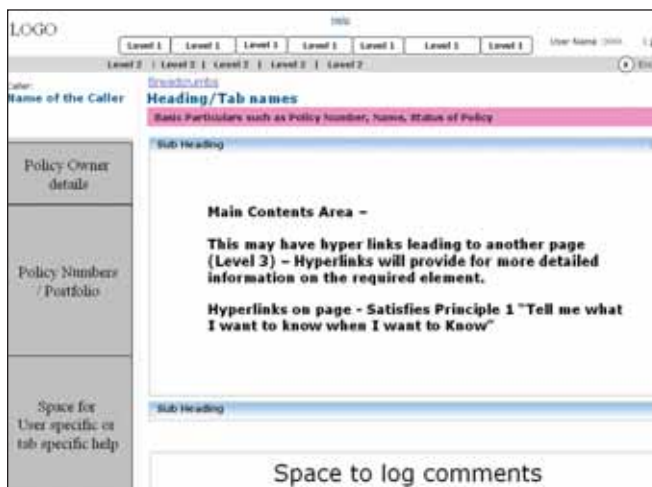 Help
LOGO
Level 1 Level 1 Level 1 Level 1 Level 1 Level 1 Level 1
User Name
Level 2 | Level 2 | Level 2 | Level 2 | Level 2
Caller:
Name of the Caller
Breadcrumbs
Heading/Tab names
Basic Particulars such as Policy Number, Name, Status of Policy
Sub Heading
Policy Owner
details
Main Contents Area –
This may have hyper links leading to another page
(Level 3) – Hyperlinks will provide for more detailed
information on the required element.
Hyperlinks on page - Satisfies Principle 1 "Tell me what
I want to know when I want to Know"
Policy Numbers
/ Portfolio
Space for
User specific or
tab specific help
Sub Heading
Space to log comments